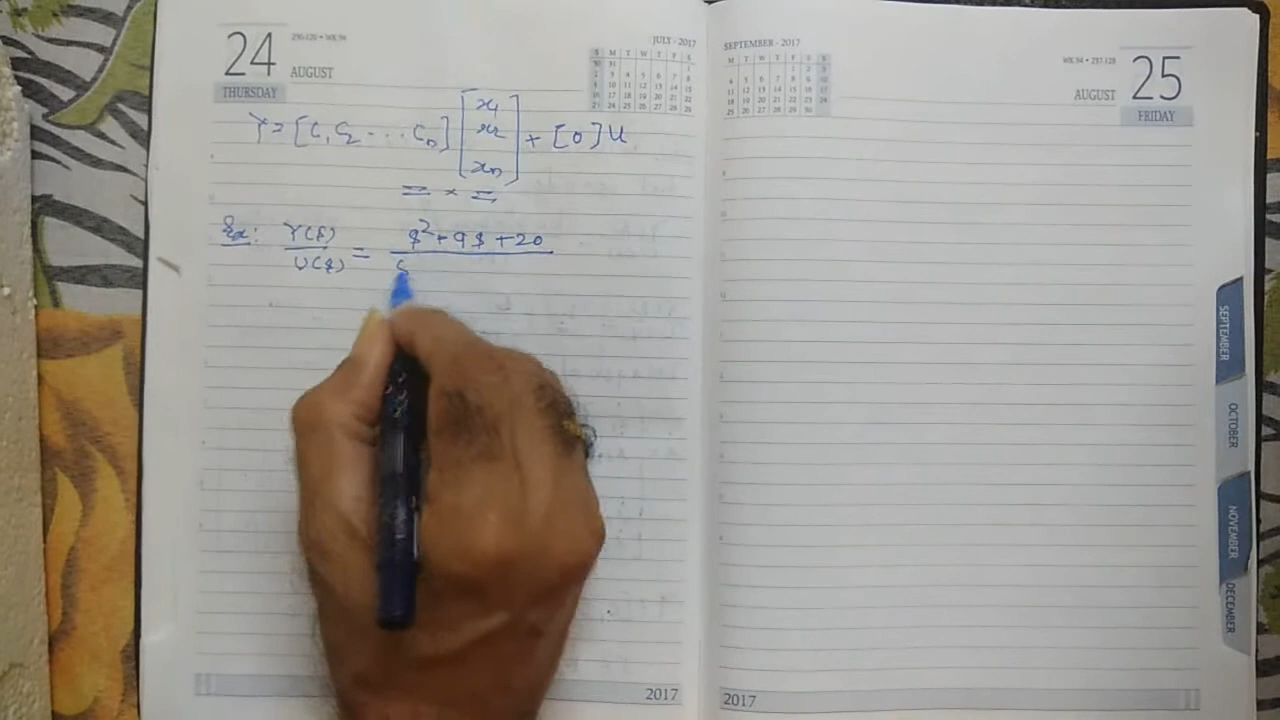 24
AUGUST
THURSDAY
JULY - 2017
Y = [C₁ C₂ - - - Cₙ] [x₁ x₂ xₙ] + [0] U
= × =
Ex: Y(s)/U(s) = s² + 9s + 20
s
2017
SEPTEMBER - 2017
25
AUGUST
FRIDAY
SEPTEMBER
OCTOBER
NOVEMBER
DECEMBER
2017